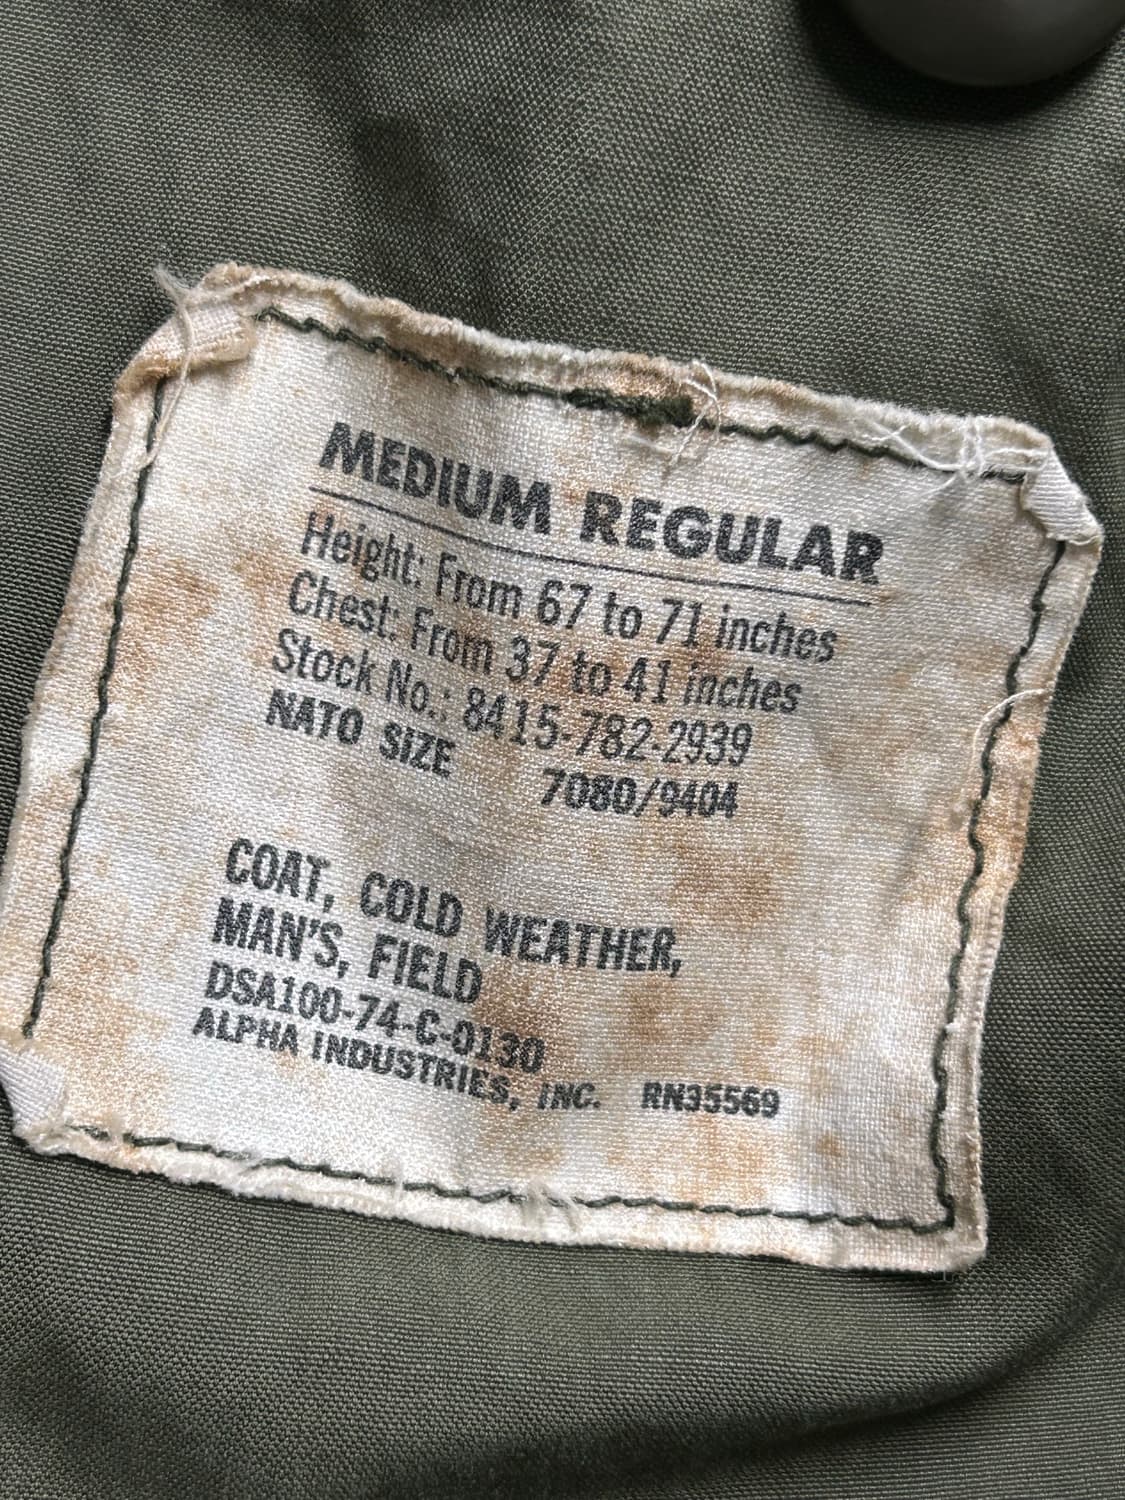 MEDIUM REGULAR
Height: From 67 to 71 inches
Chest: From 37 to 41 inches
Stock No.: 8415-782-2939
NATO SIZE 7080/9404
COAT, COLD WEATHER,
MAN'S, FIELD
DSA100-74-C-0130
ALPHA INDUSTRIES, INC. RN35569